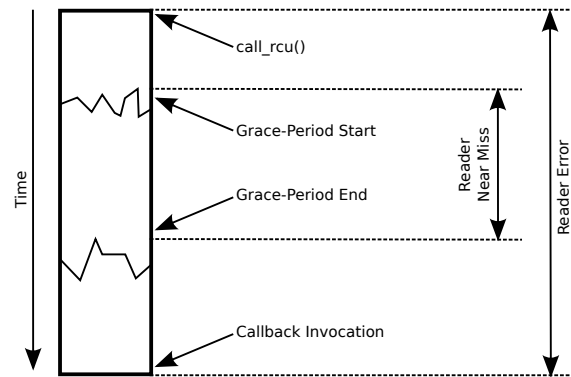 call_rcu()
Grace-Period Start
Grace-Period End
Callback Invocation
Time
Reader
Near Miss
Reader Error